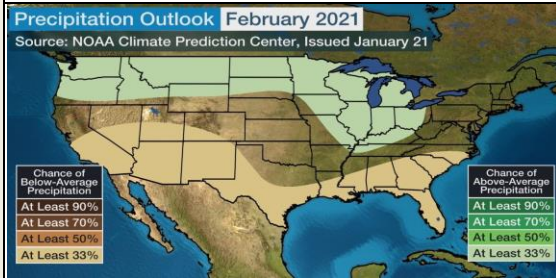 Precipitation Outlook February 2021
Source: NOAA Climate Prediction Center, Issued January 21
Chance of
Below-Average
Precipitation
At Least 90%
At Least 70%
At Least 50%
At Least 33%
Chance of
Above-Average
Precipitation
At Least 90%
At Least 70%
At Least 50%
At Least 33%